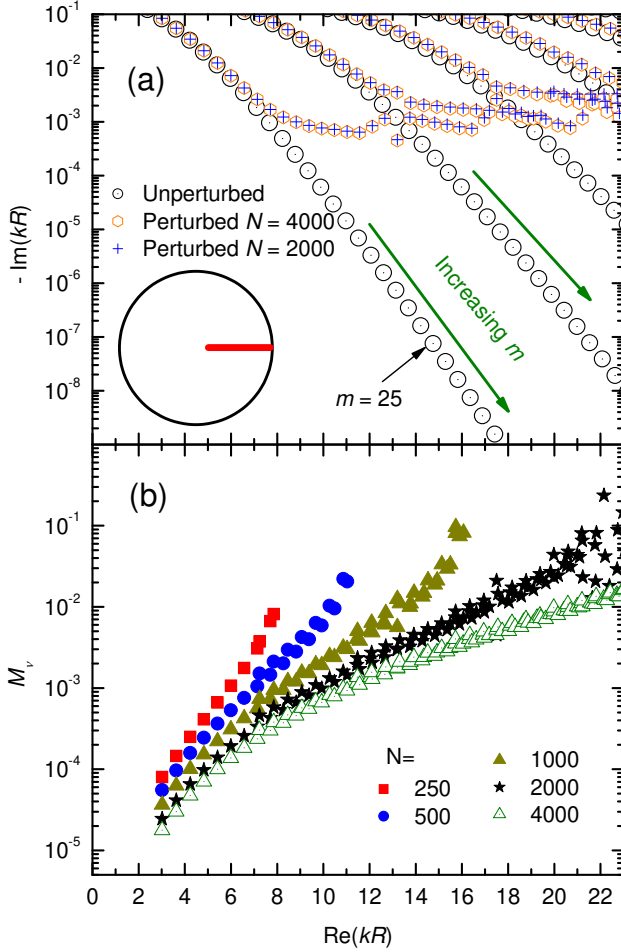 10⁻¹
(a)
10⁻²
10⁻³
10⁻⁴
Unperturbed
Perturbed N = 4000
Perturbed N = 2000
10⁻⁵
10⁻⁶
10⁻⁷
10⁻⁸
- Im(kR)
Increasing m
m = 25
(b)
10⁻¹
10⁻²
10⁻³
10⁻⁴
10⁻⁵
Mᵥ
N=
250
500
1000
2000
4000
0 2 4 6 8 10 12 14 16 18 20 22
Re(kR)